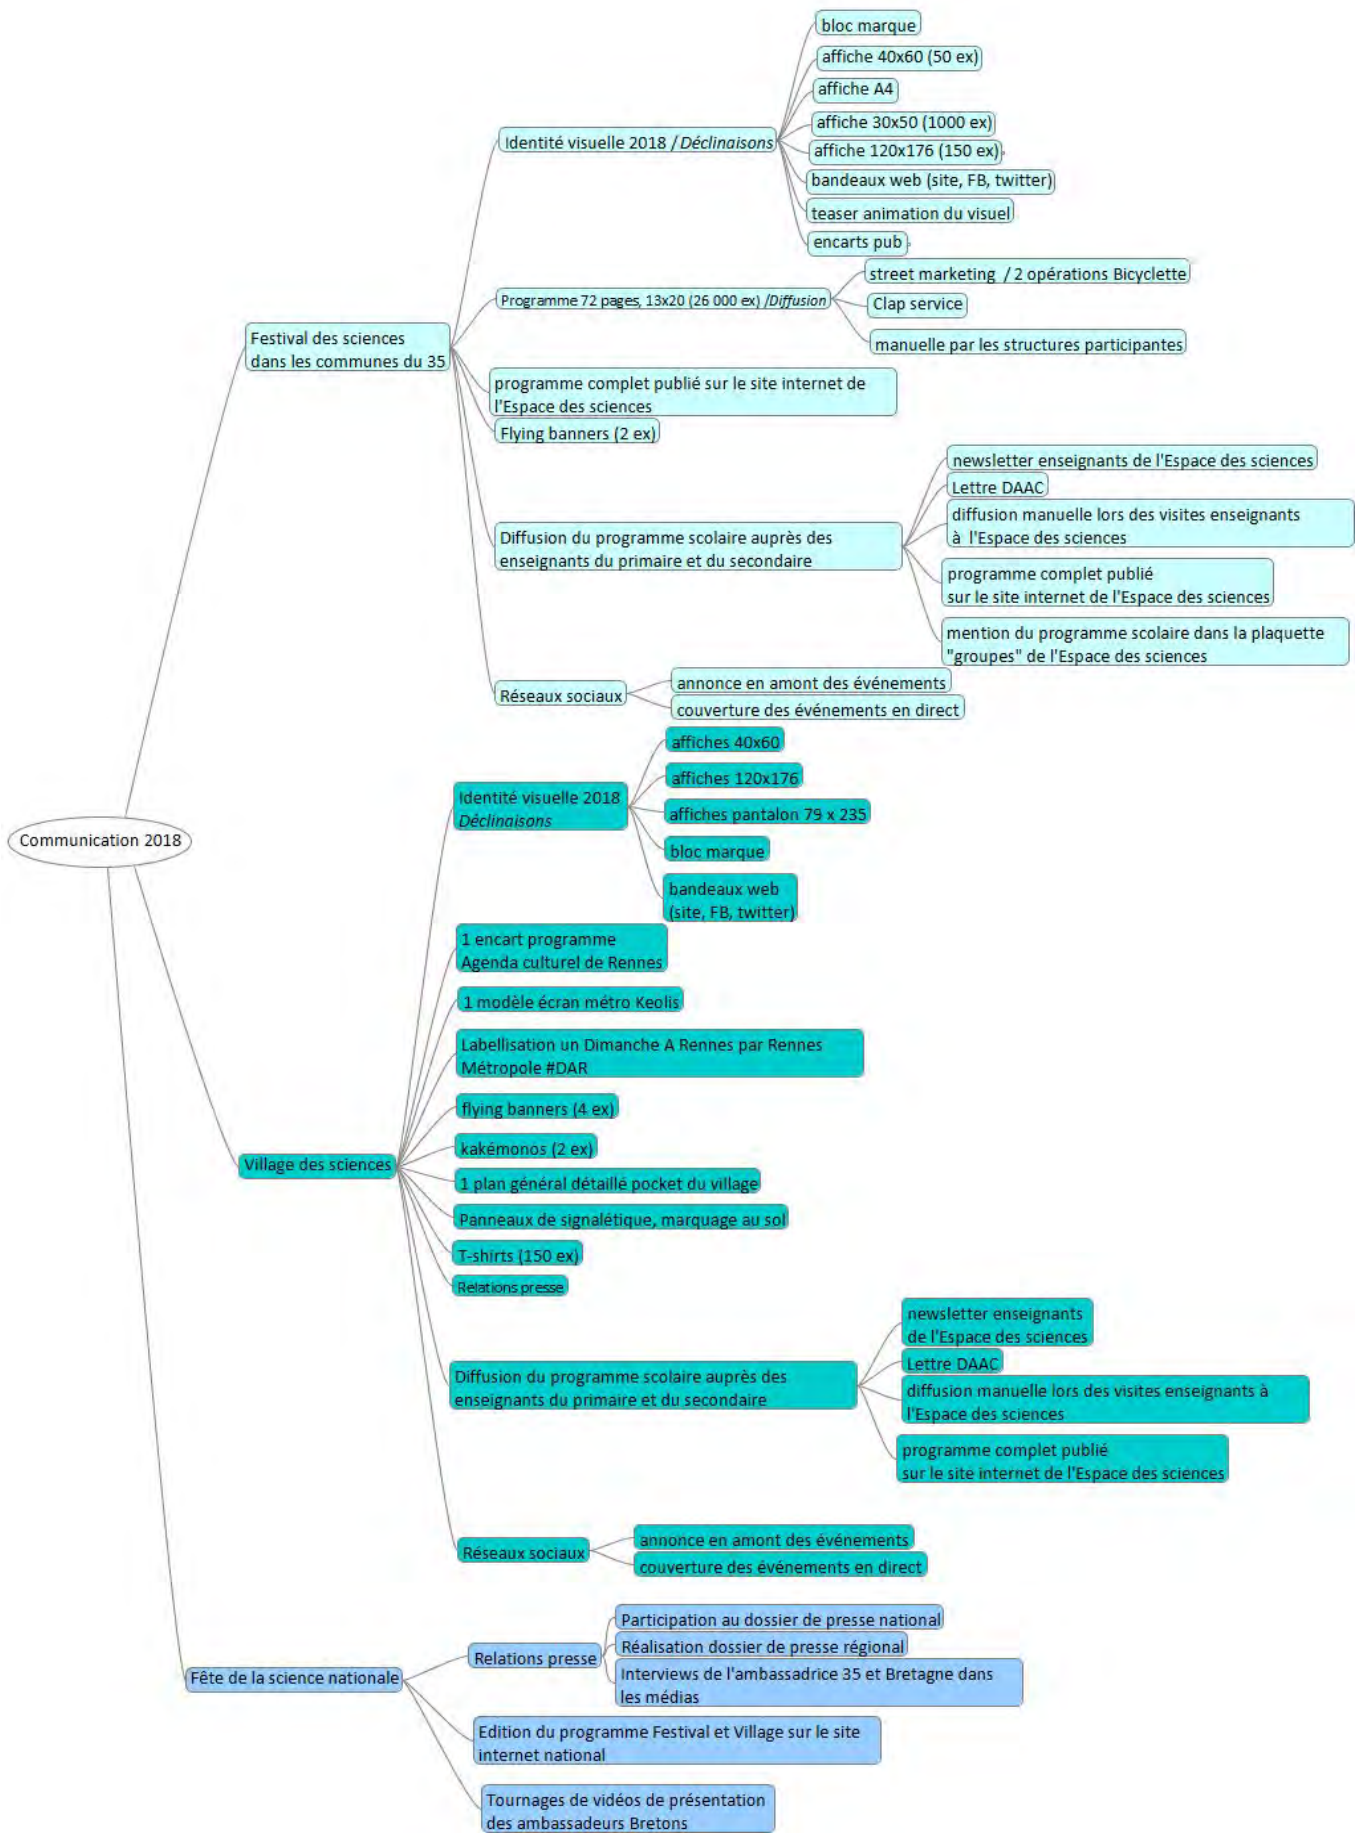 Communication 2018
Festival des sciences
dans les communes du 35
Identité visuelle 2018 / Déclinaisons
bloc marque
affiche 40x60 (50 ex)
affiche A4
affiche 30x50 (1000 ex)
affiche 120x176 (150 ex)
bandeaux web (site, FB, twitter)
teaser animation du visuel
encarts pub
Programme 72 pages, 13x20 (26 000 ex) /Diffusion
street marketing / 2 opérations Bicyclette
Clap service
manuelle par les structures participantes
programme complet publié sur le site internet de
l'Espace des sciences
Flying banners (2 ex)
Diffusion du programme scolaire auprès des
enseignants du primaire et du secondaire
newsletter enseignants de l'Espace des sciences
Lettre DAAC
diffusion manuelle lors des visites enseignants
à l'Espace des sciences
programme complet publié
sur le site internet de l'Espace des sciences
mention du programme scolaire dans la plaquette
"groupes" de l'Espace des sciences
Réseaux sociaux
annonce en amont des événements
couverture des événements en direct
Village des sciences
Identité visuelle 2018
Déclinaisons
affiches 40x60
affiches 120x176
affiches pantalon 79 x 235
bloc marque
bandeaux web
(site, FB, twitter)
1 encart programme
Agenda culturel de Rennes
1 modèle écran métro Keolis
Labellisation un Dimanche A Rennes par Rennes
Métropole #DAR
flying banners (4 ex)
kakémonos (2 ex)
1 plan général détaillé pocket du village
Panneaux de signalétique, marquage au sol
T-shirts (150 ex)
Relations presse
Diffusion du programme scolaire auprès des
enseignants du primaire et du secondaire
newsletter enseignants
de l'Espace des sciences
Lettre DAAC
diffusion manuelle lors des visites enseignants à
l'Espace des sciences
programme complet publié
sur le site internet de l'Espace des sciences
Réseaux sociaux
annonce en amont des événements
couverture des événements en direct
Fête de la science nationale
Relations presse
Participation au dossier de presse national
Réalisation dossier de presse régional
Interviews de l'ambassadrice 35 et Bretagne dans
les médias
Edition du programme Festival et Village sur le site
internet national
Tournages de vidéos de présentation
des ambassadeurs Bretons